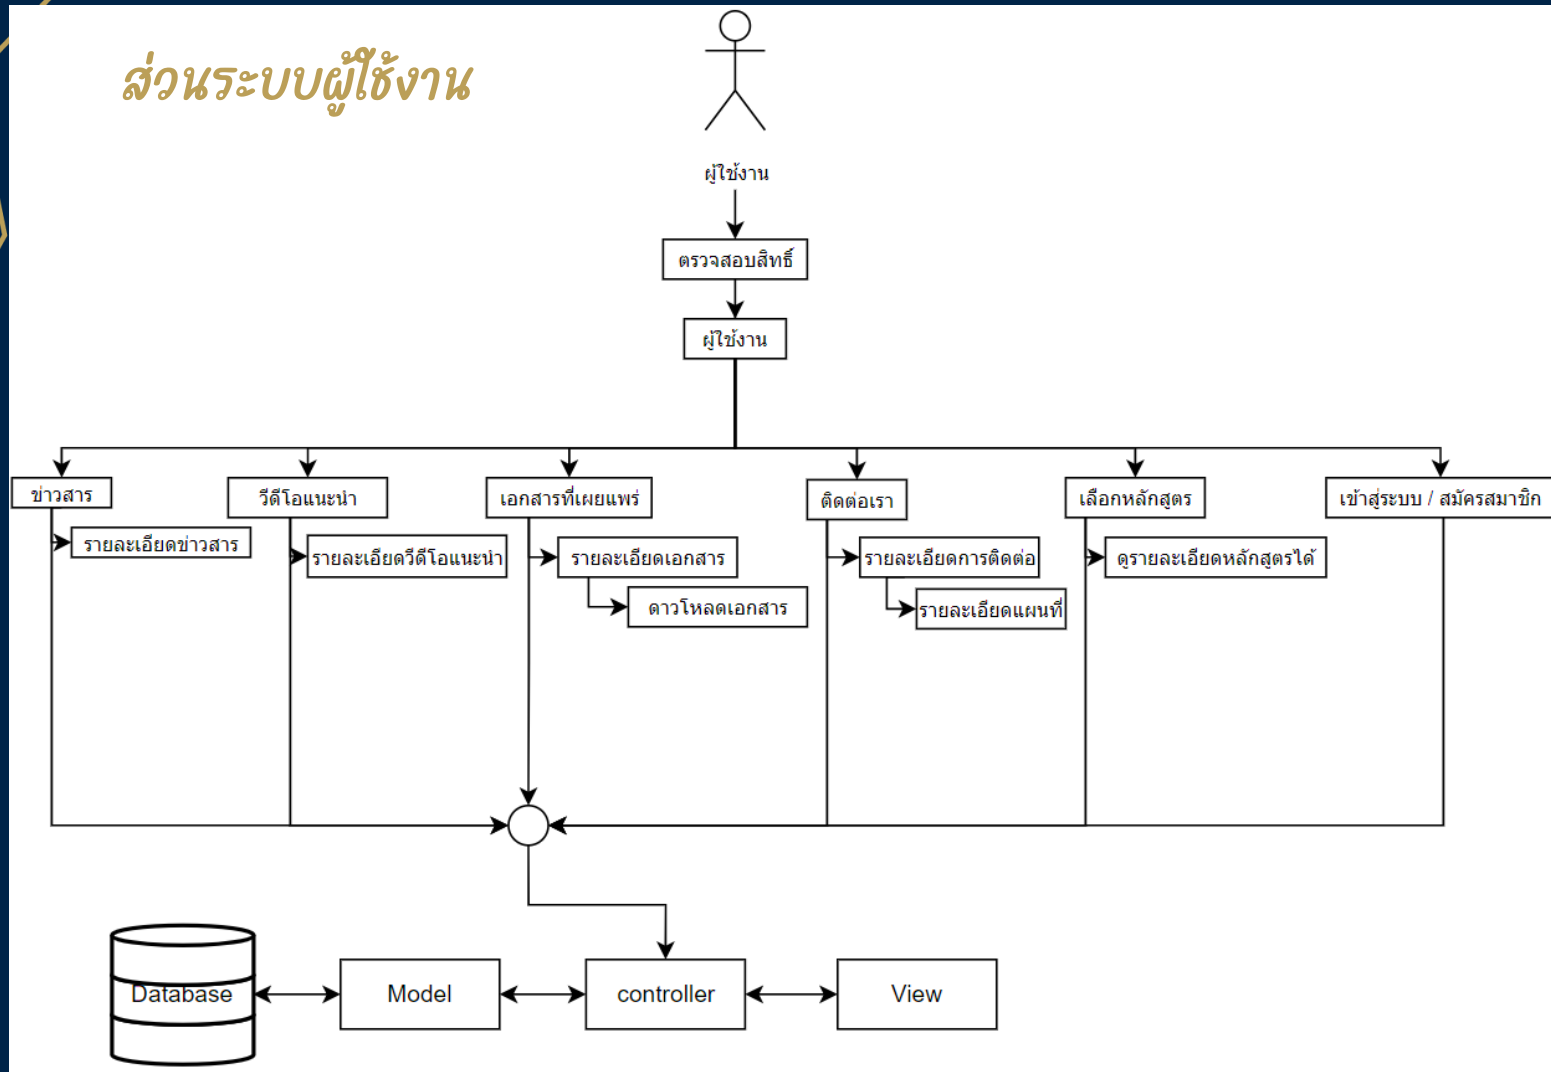 ส่วนระบบผู้ใช้งาน
ผู้ใช้งาน
ตรวจสอบสิทธิ์
ผู้ใช้งาน
ข่าวสาร
วีดีโอแนะนำ
เอกสารที่เผยแพร่
ติดต่อเรา
เลือกหลักสูตร
เข้าสู่ระบบ / สมัครสมาชิก
รายละเอียดข่าวสาร
รายละเอียดวีดีโอแนะนำ
รายละเอียดเอกสาร
รายละเอียดการติดต่อ
ดูรายละเอียดหลักสูตรได้
ดาวโหลดเอกสาร
รายละเอียดแผนที่
Database
Model
controller
View